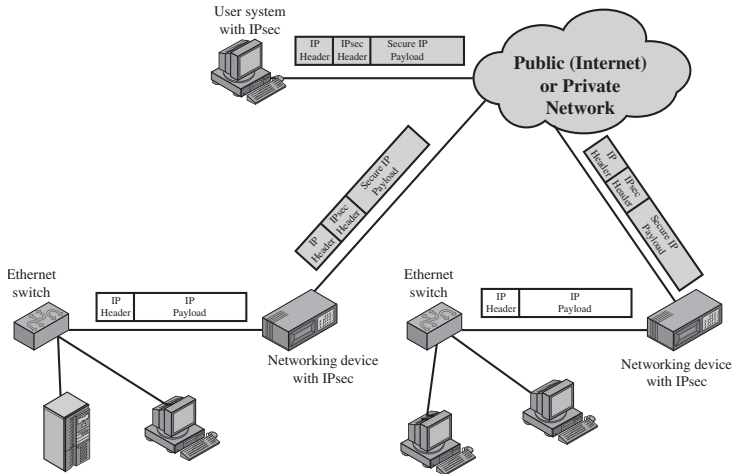 User system
with IPsec
IP
Header
IPsec
Header
Secure IP
Payload
Public (Internet)
or Private
Network
IP
Header
IPsec
Header
Secure IP
Payload
IP
Header
IPsec
Header
Secure IP
Payload
Ethernet
switch
IP
Header
IP
Payload
Networking device
with IPsec
Ethernet
switch
IP
Header
IP
Payload
Networking device
with IPsec